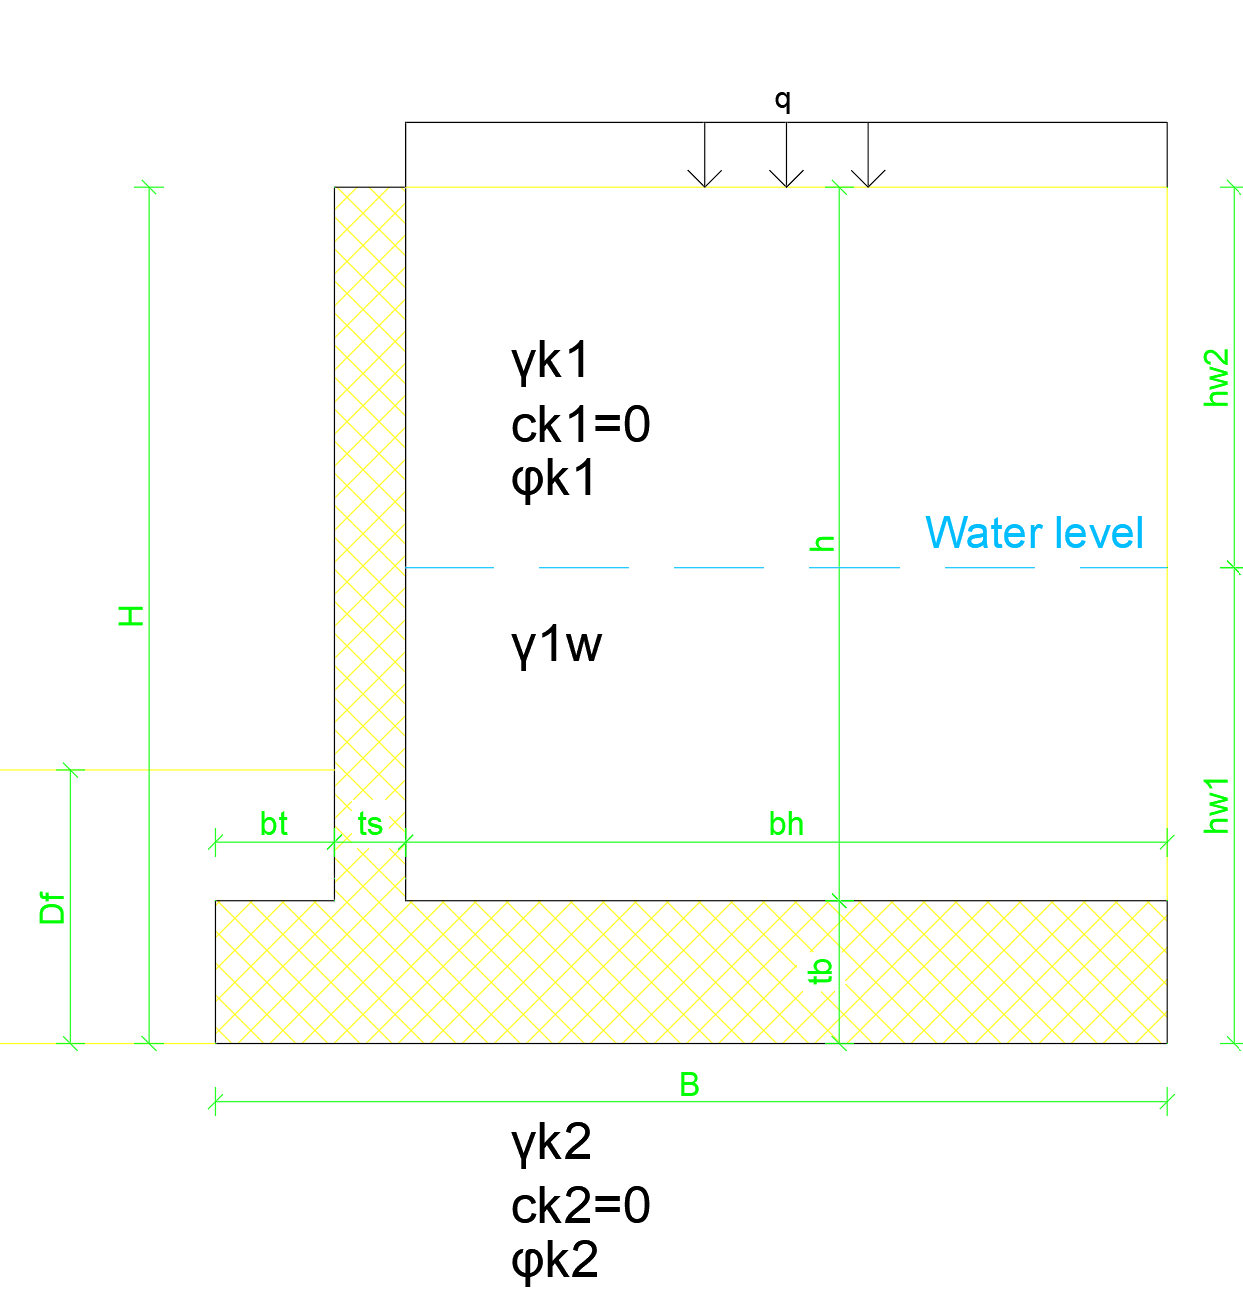 q
γk1
ck1=0
φk1
hw2
h
Water level
H
γ1w
hw1
bt
ts
bh
Df
tb
B
γk2
ck2=0
φk2